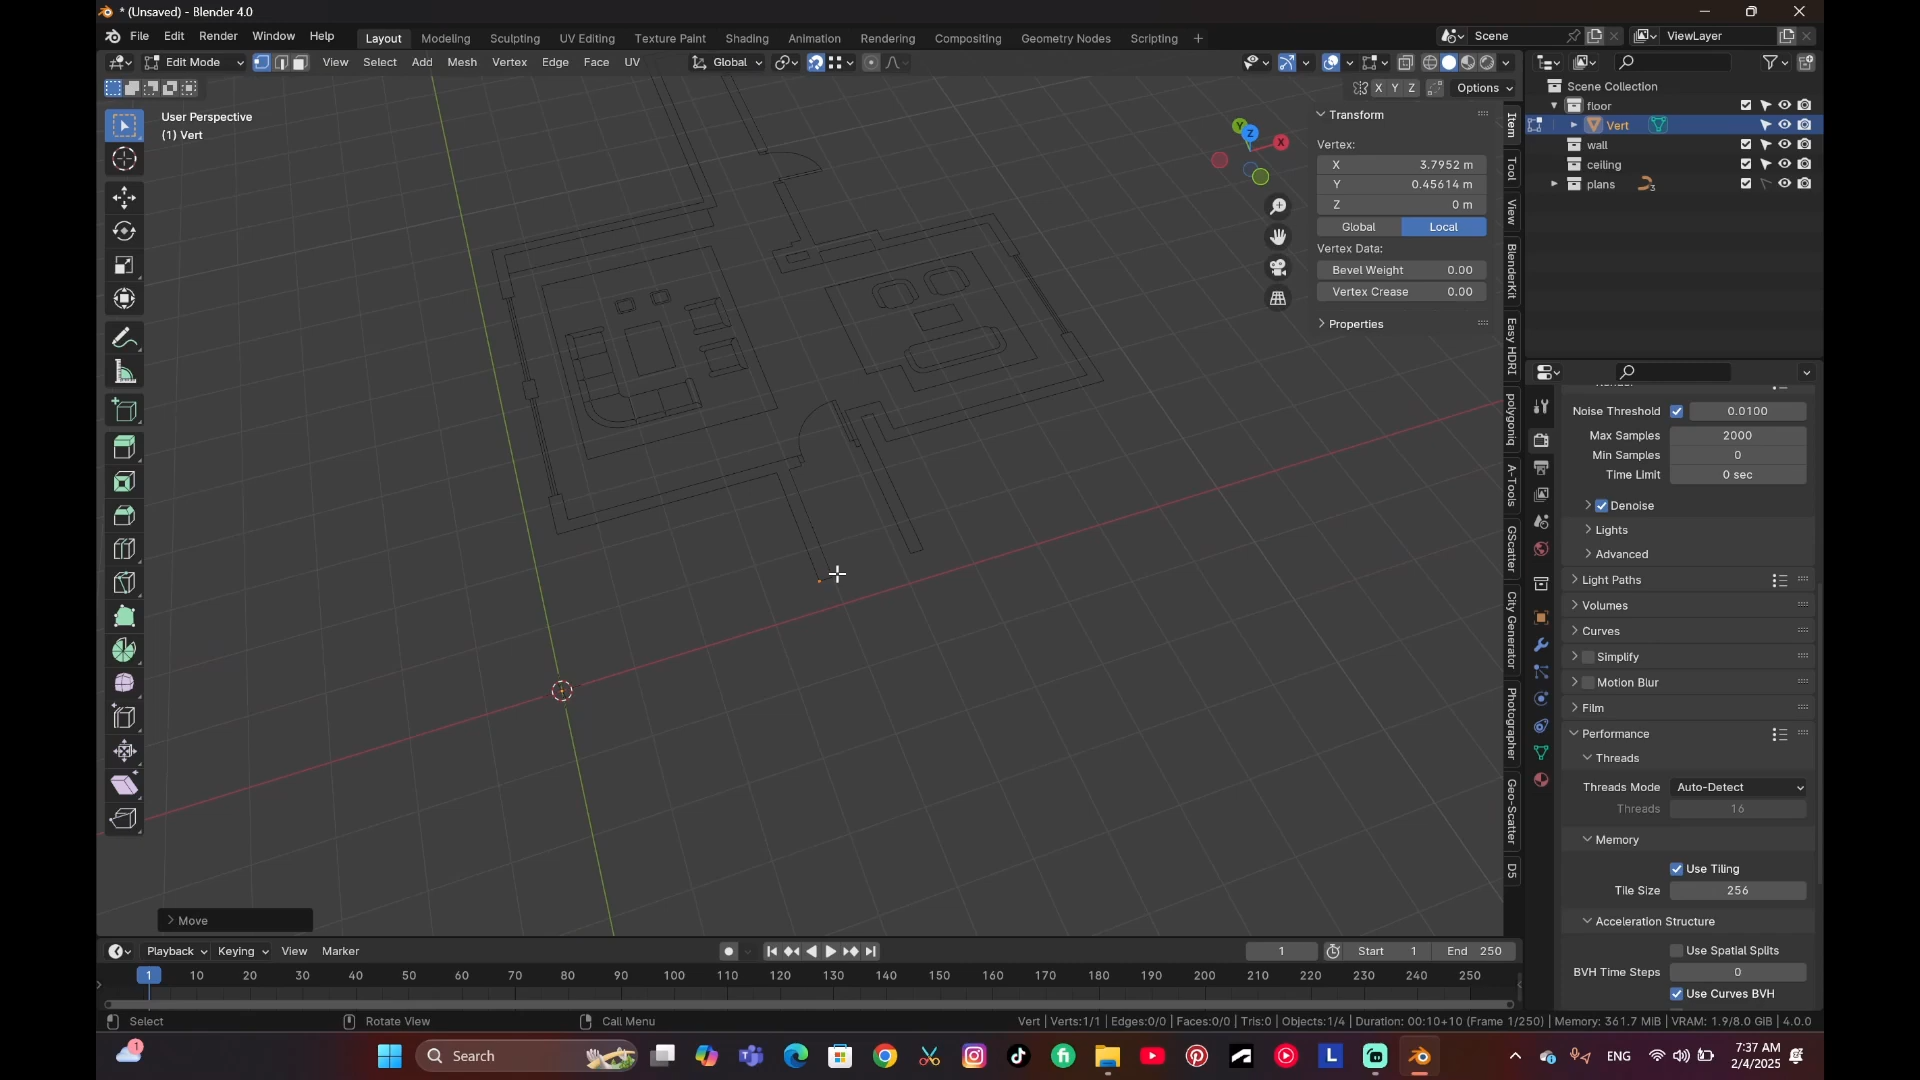 * (Unsaved) - Blender 4.0
File Edit Render Window Help Layout Modeling Sculpting UV Editing Texture Paint Shading Animation Rendering Compositing Geometry Nodes Scripting + Scene ViewLayer
Edit Mode View Select Add Mesh Vertex Edge Face UV Global
X Y Z Options
User Perspective
(1) Vert
Y Z X
Transform
Vertex:
X 3.7952 m
Y 0.45614 m
Z 0 m
Global Local
Vertex Data:
Bevel Weight 0.00
Vertex Crease 0.00
Properties
Item
Tool
View
BlenderKit
Easy HDRI
polygoniq
A-Tools
GScatter
City Generator
Photographer
Geo-Scatter
D5
Scene Collection
floor
Vert
wall
ceiling
plans 3
Noise Threshold 0.0100
Max Samples 2000
Min Samples 0
Time Limit 0 sec
Denoise
Lights
Advanced
Light Paths
Volumes
Curves
Simplify
Motion Blur
Film
Performance
Threads
Threads Mode Auto-Detect
Threads 16
Memory
Use Tiling
Tile Size 256
Acceleration Structure
Use Spatial Splits
BVH Time Steps 0
Use Curves BVH
Move
Playback Keying View Marker 1 Start 1 End 250
1 10 20 30 40 50 60 70 80 90 100 110 120 130 140 150 160 170 180 190 200 210 220 230 240 250
Select Rotate View Call Menu Vert | Verts:1/1 | Edges:0/0 | Faces:0/0 | Tris:0 | Objects:1/4 | Duration: 00:10+10 (Frame 1/250) | Memory: 361.7 MiB | VRAM: 1.9/8.0 GiB | 4.0.0
1 Search L ENG 7:37 AM
2/4/2025